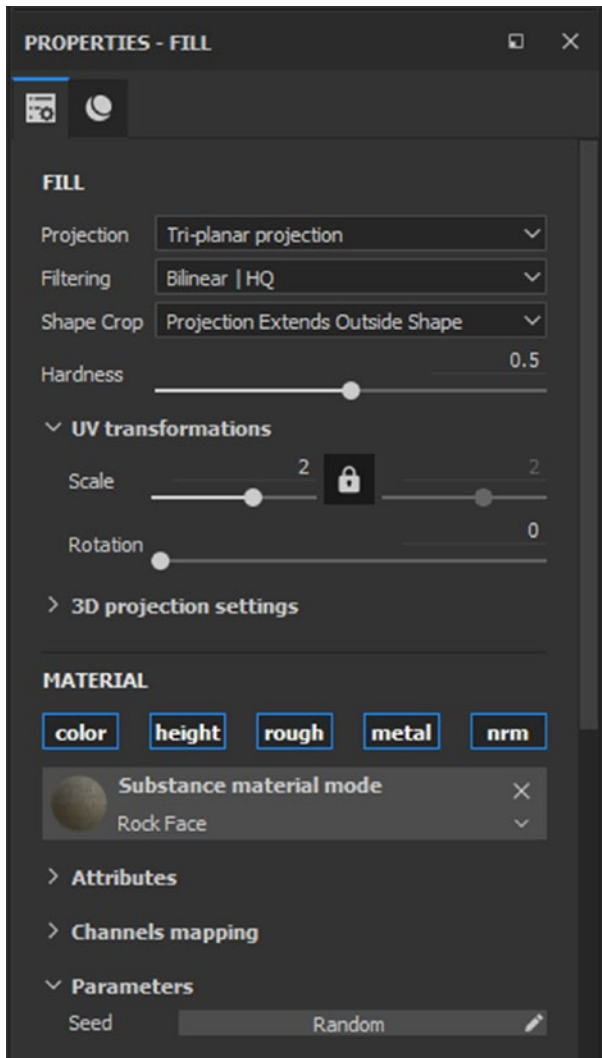 PROPERTIES - FILL
FILL
Projection Tri-planar projection
Filtering Bilinear | HQ
Shape Crop Projection Extends Outside Shape
Hardness 0.5
UV transformations
Scale 2 2
Rotation 0
3D projection settings
MATERIAL
color height rough metal nrm
Substance material mode
Rock Face
Attributes
Channels mapping
Parameters
Seed Random